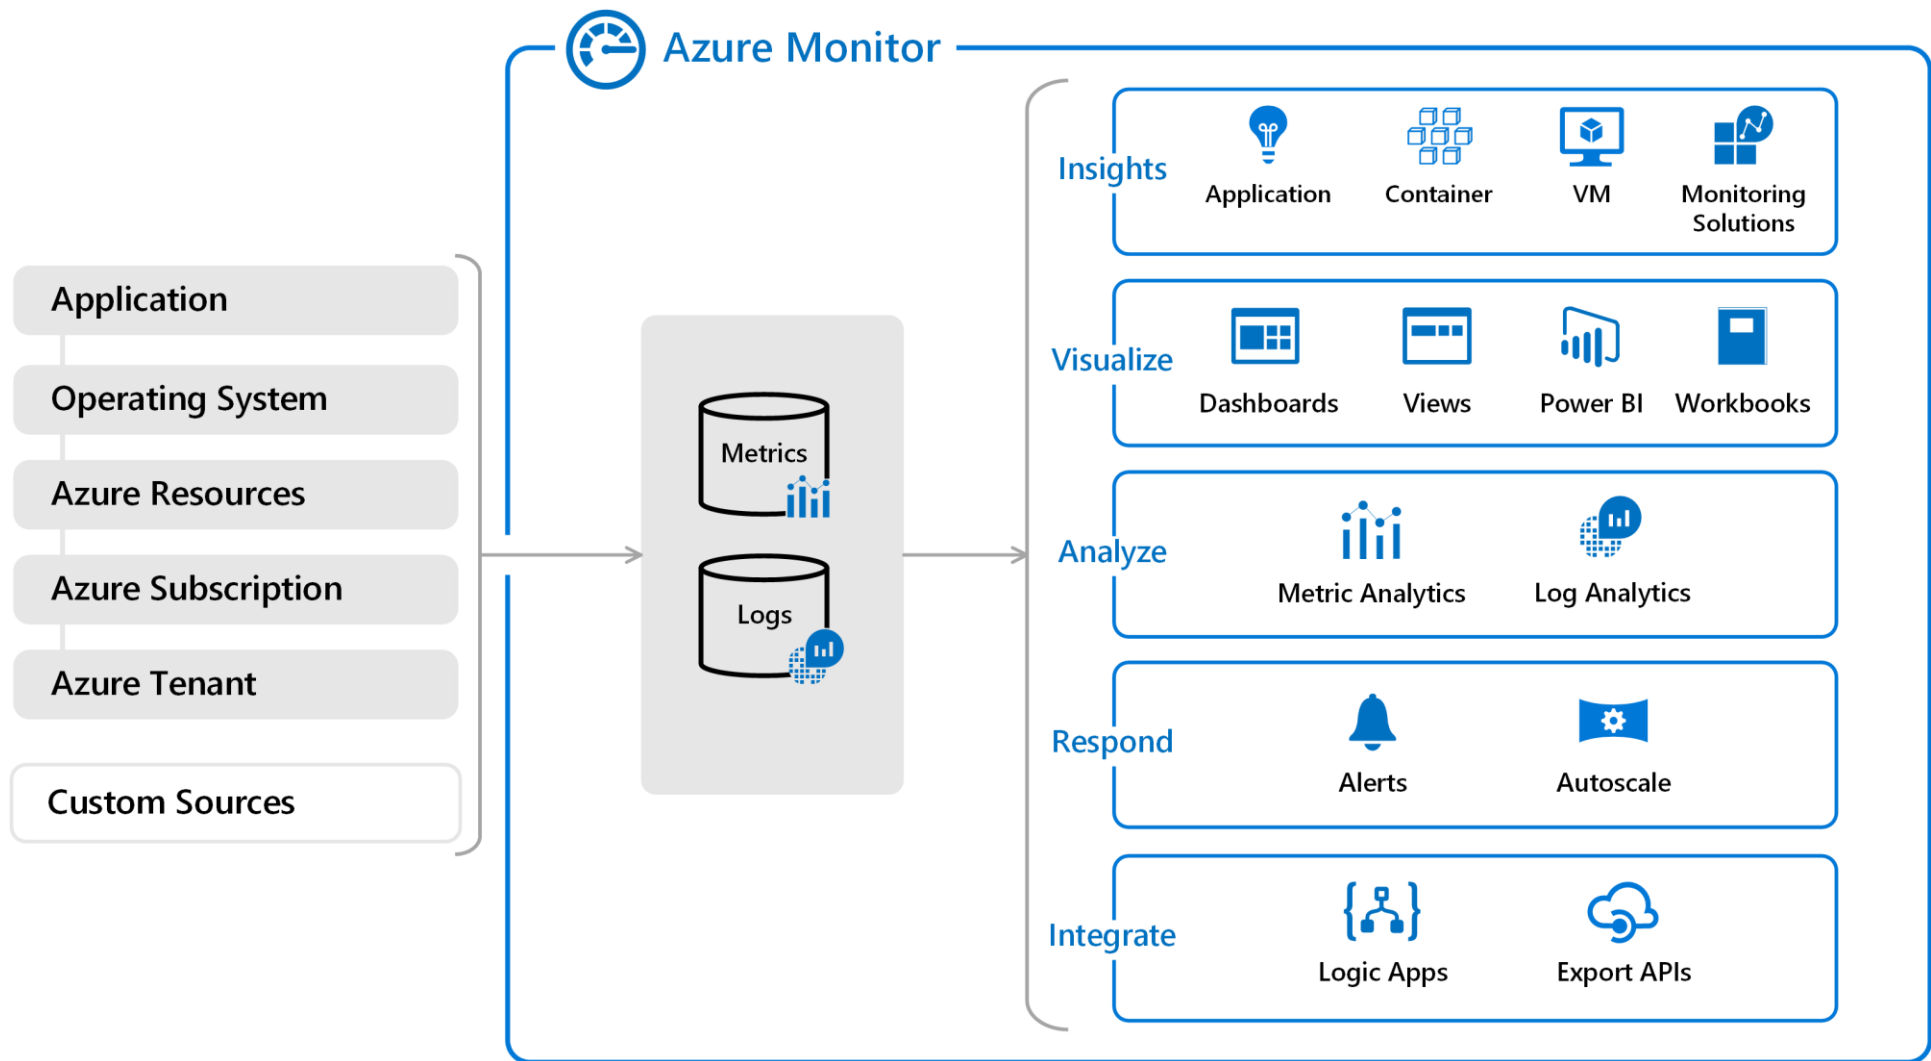 Azure Monitor
Application
Operating System
Azure Resources
Azure Subscription
Azure Tenant
Custom Sources
Metrics
Logs
Insights
Application
Container
VM
Monitoring
Solutions
Visualize
Dashboards
Views
Power BI
Workbooks
Analyze
Metric Analytics
Log Analytics
Respond
Alerts
Autoscale
Integrate
Logic Apps
Export APIs